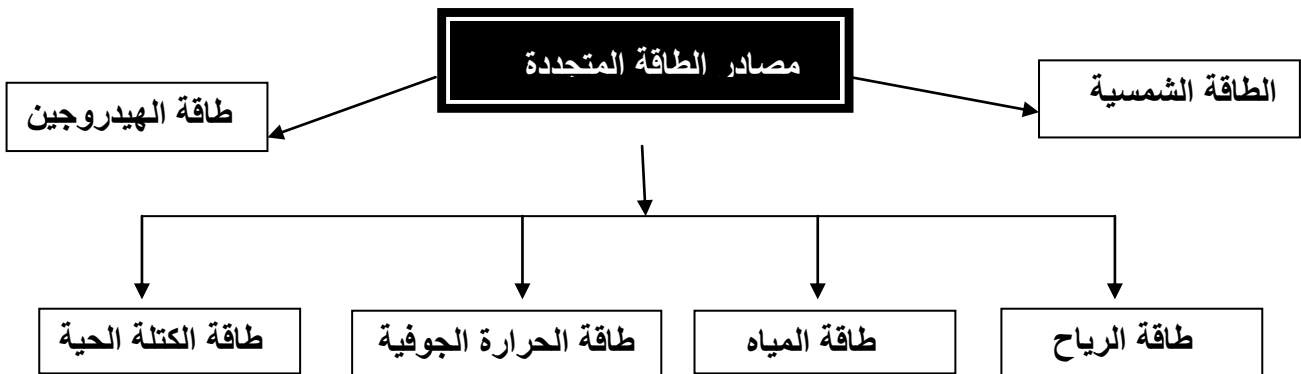 مصادر الطاقة المتجددة
الطاقة الشمسية
طاقة الهيدروجين
طاقة الرياح
طاقة المياه
طاقة الحرارة الجوفية
طاقة الكتلة الحية